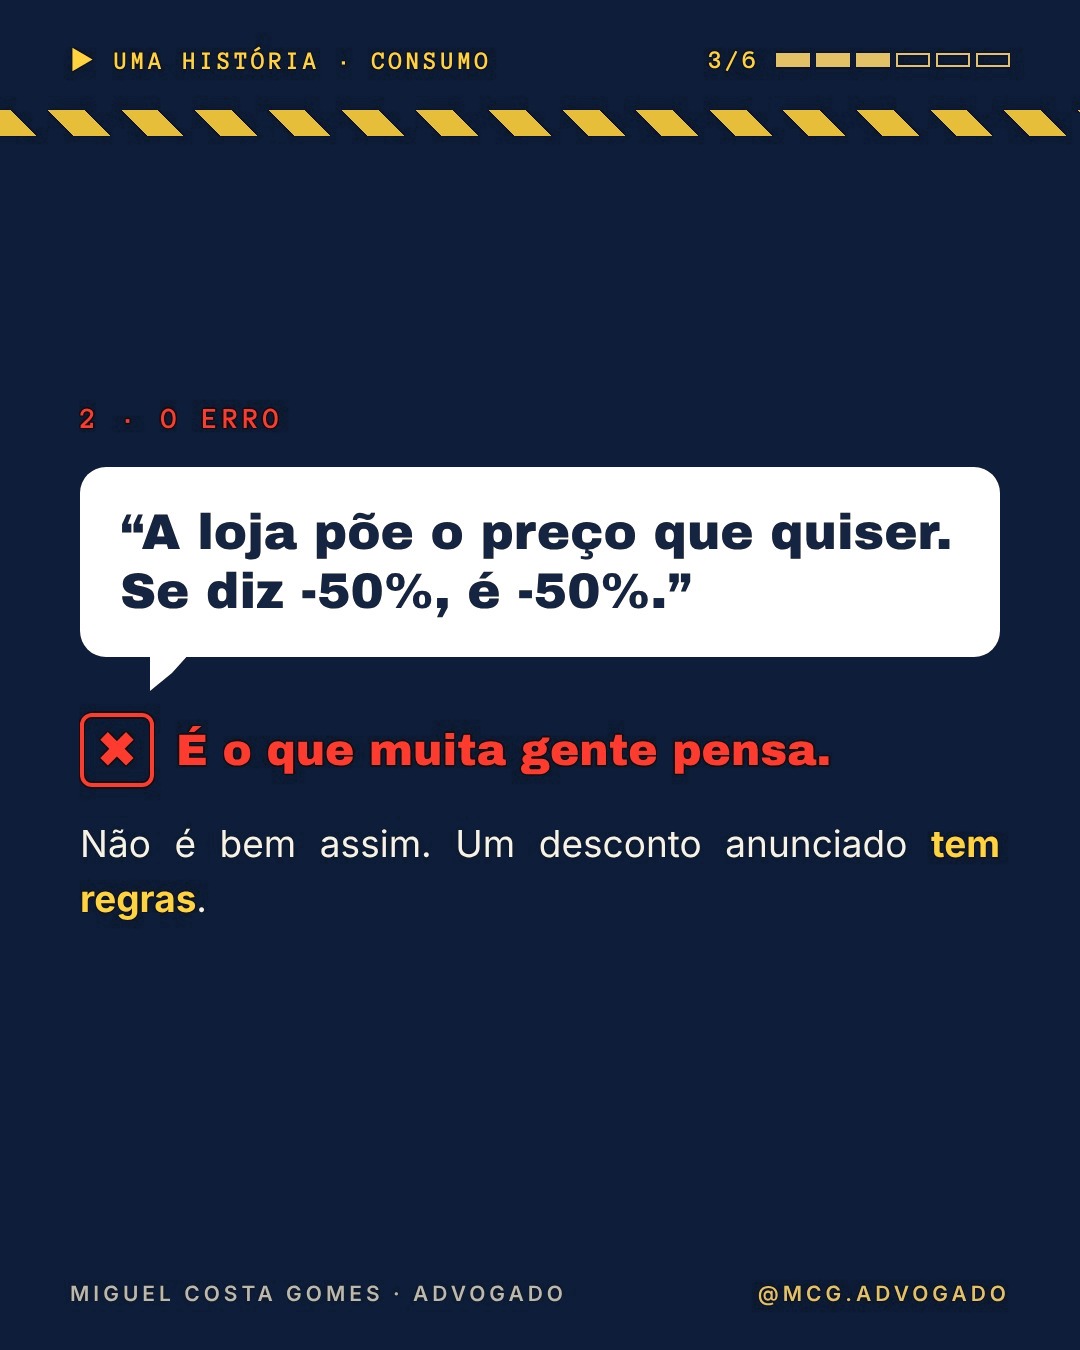 ▶ UMA HISTÓRIA · CONSUMO
3/6
2 · O ERRO
“A loja põe o preço que quiser.
Se diz -50%, é -50%.”
✖ É o que muita gente pensa.
Não é bem assim. Um desconto anunciado tem
regras.
MIGUEL COSTA GOMES · ADVOGADO
@MCG.ADVOGADO